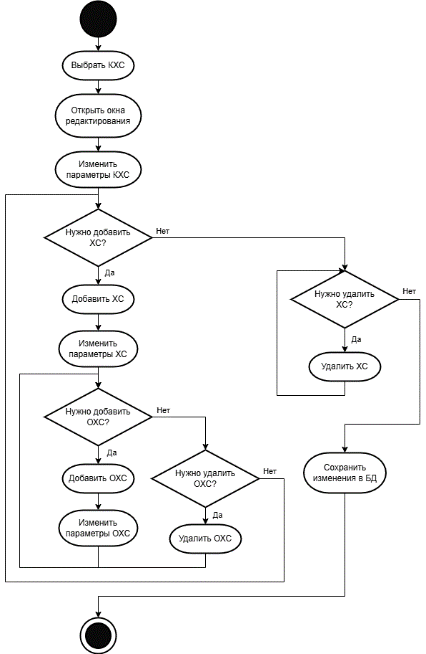 Выбрать КХС
Открыть окна
редактирования
Изменить
параметры КХС
Нужно добавить
ХС?
Нет
Да
Добавить ХС
Изменить
параметры ХС
Нужно удалить
ХС?
Нет
Да
Удалить ХС
Нужно добавить
ОХС?
Нет
Да
Добавить ОХС
Изменить
параметры ОХС
Нужно удалить
ОХС?
Нет
Да
Удалить ОХС
Сохранить
изменения в БД